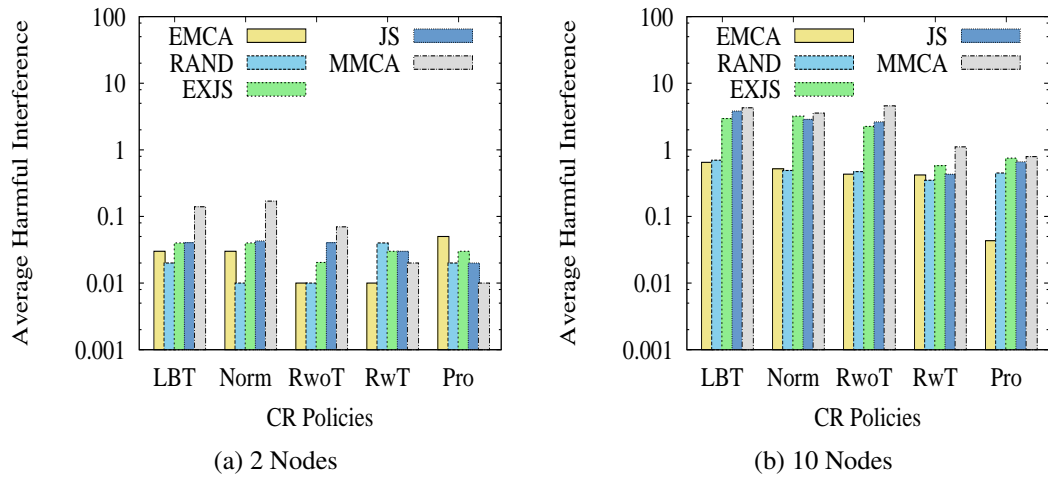 Average Harmful Interference
100
10
1
0.1
0.01
0.001
EMCA
RAND
EXJS
JS
MMCA
LBT Norm RwoT RwT Pro
CR Policies
(a) 2 Nodes
Average Harmful Interference
100
10
1
0.1
0.01
0.001
EMCA
RAND
EXJS
JS
MMCA
LBT Norm RwoT RwT Pro
CR Policies
(b) 10 Nodes